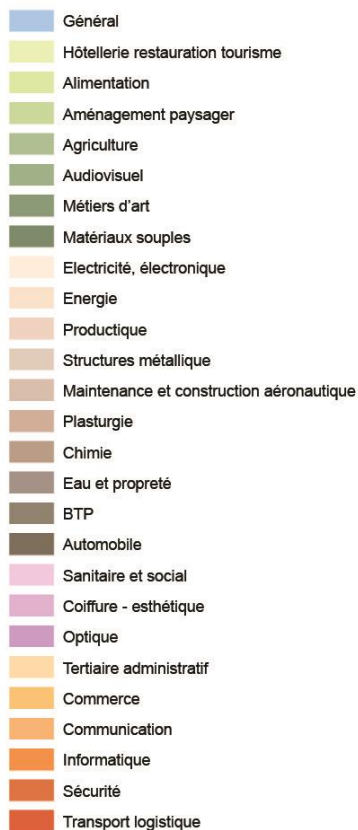 Général
Hôtellerie restauration tourisme
Alimentation
Aménagement paysager
Agriculture
Audiovisuel
Métiers d'art
Matériaux souples
Electricité, électronique
Energie
Productique
Structures métallique
Maintenance et construction aéronautique
Plasturgie
Chimie
Eau et propreté
BTP
Automobile
Sanitaire et social
Coiffure - esthétique
Optique
Tertiaire administratif
Commerce
Communication
Informatique
Sécurité
Transport logistique